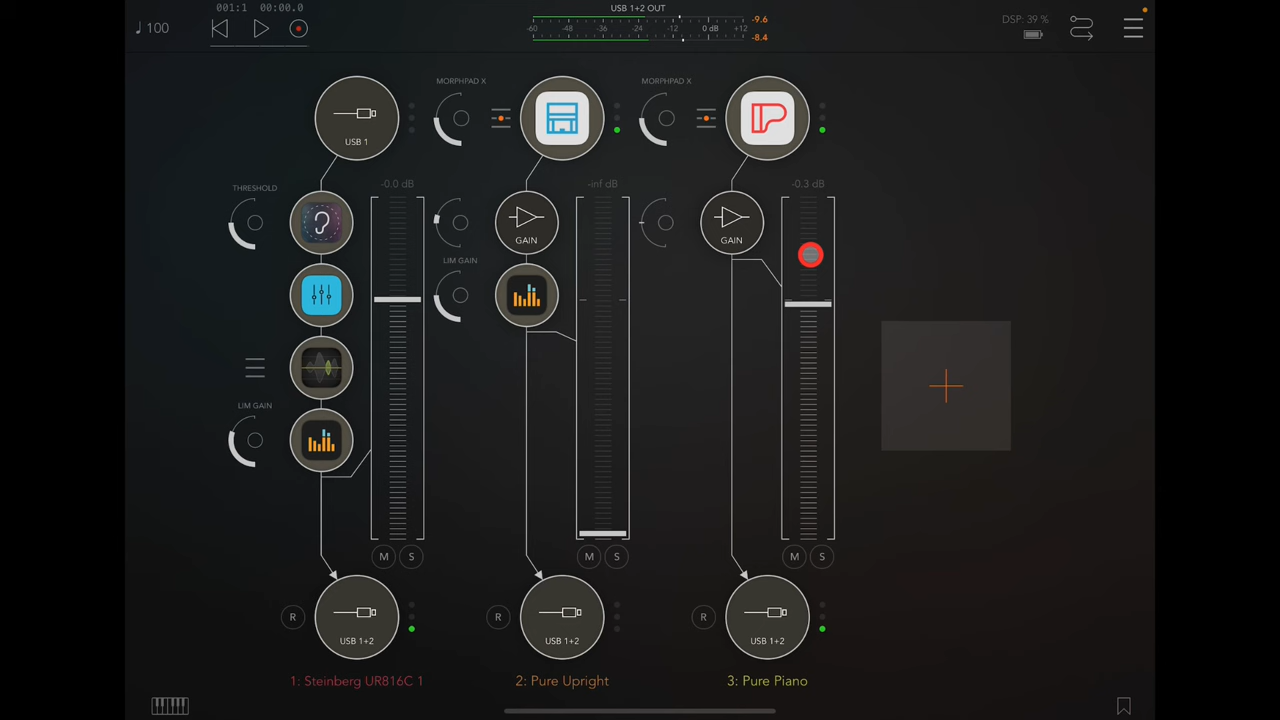 001:1 00:00.0
♩100
USB 1+2 OUT
-60 -48 -36 -24 -12 0 dB +12
-9.6
-8.4
DSP: 39 %
MORPHPAD X
MORPHPAD X
USB 1
THRESHOLD
-0.0 dB
-inf dB
-0.3 dB
GAIN
GAIN
LIM GAIN
LIM GAIN
M S
M S
M S
R
USB 1+2
R
USB 1+2
R
USB 1+2
1: Steinberg UR816C 1
2: Pure Upright
3: Pure Piano